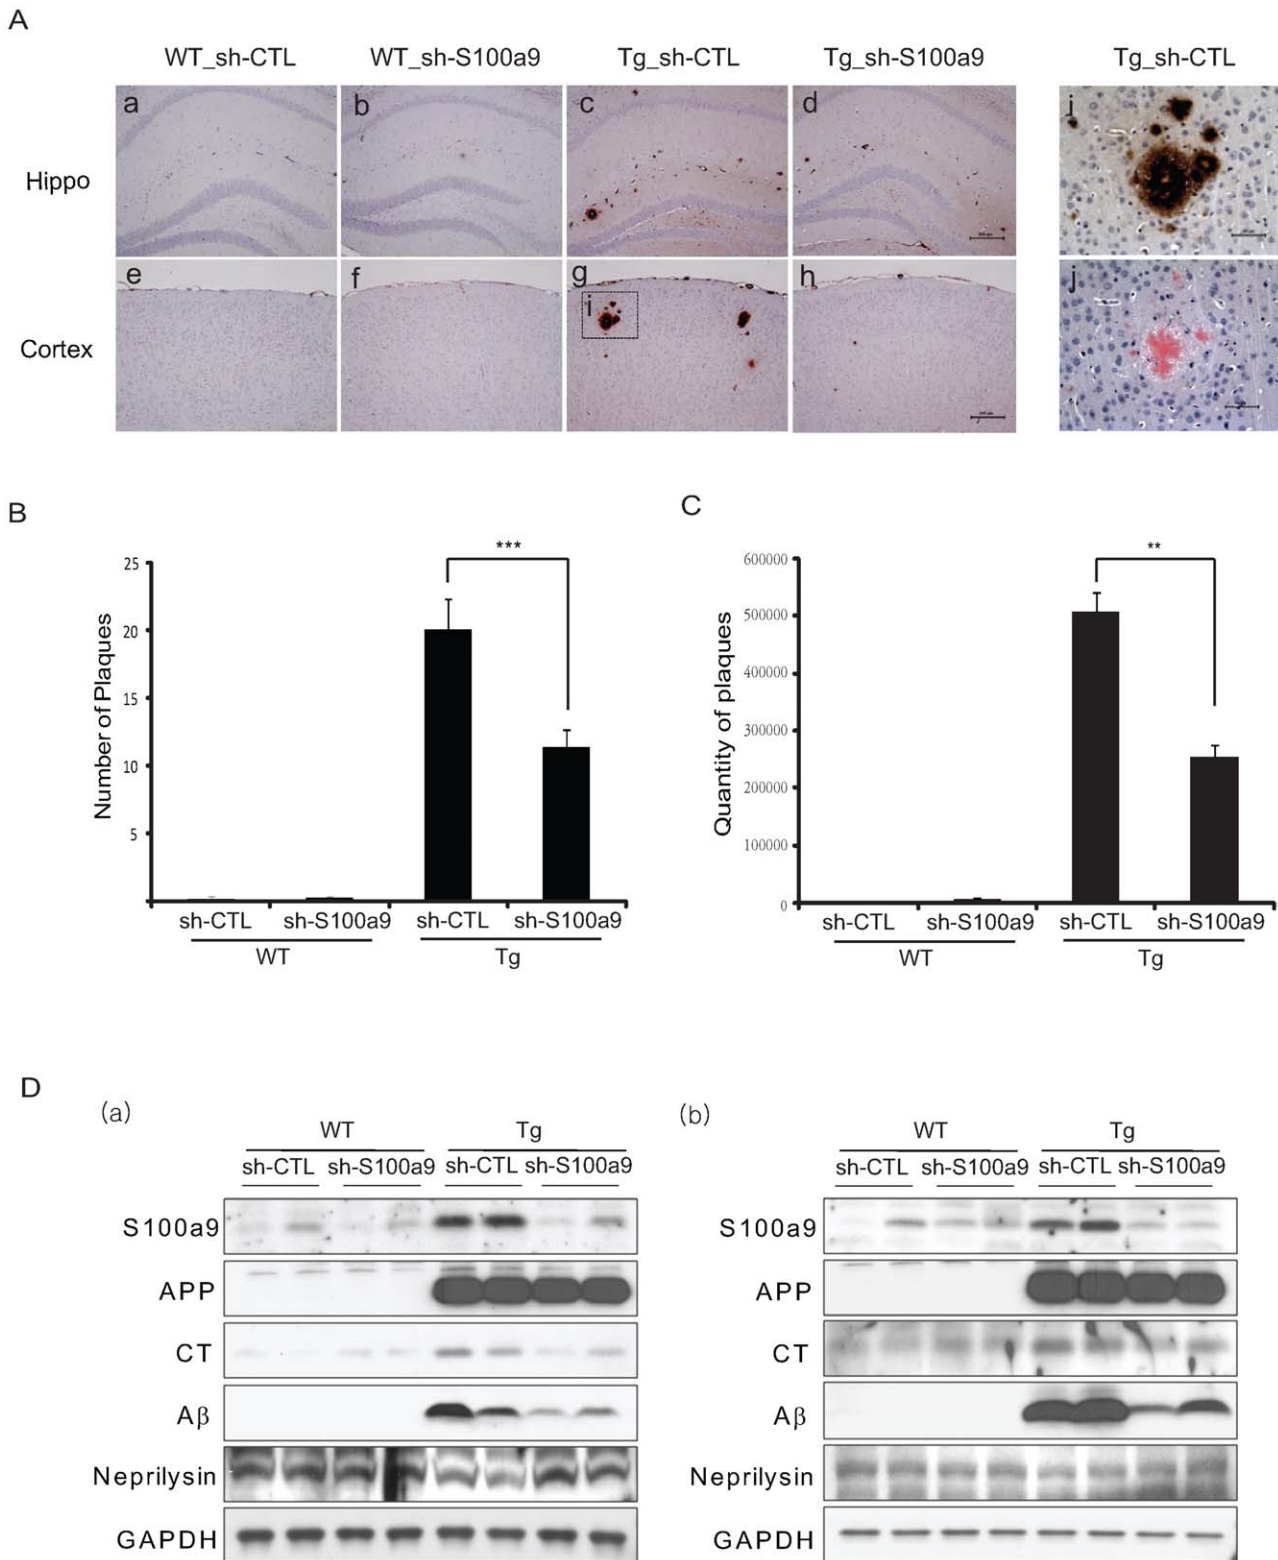 A
WT_sh-CTL WT_sh-S100a9 Tg_sh-CTL Tg_sh-S100a9 Tg_sh-CTL
Hippo
a b c d i
Cortex
e f g i h j
B
***
Number of Plaques
25
20
15
10
5
sh-CTL sh-S100a9 sh-CTL sh-S100a9
WT Tg
C
**
Quantity of plaques
600000
500000
400000
300000
200000
100000
0
sh-CTL sh-S100a9 sh-CTL sh-S100a9
WT Tg
D
(a)
WT Tg
sh-CTL sh-S100a9 sh-CTL sh-S100a9
S100a9
APP
CT
Aβ
Neprilysin
GAPDH
(b)
WT Tg
sh-CTL sh-S100a9 sh-CTL sh-S100a9
S100a9
APP
CT
Aβ
Neprilysin
GAPDH